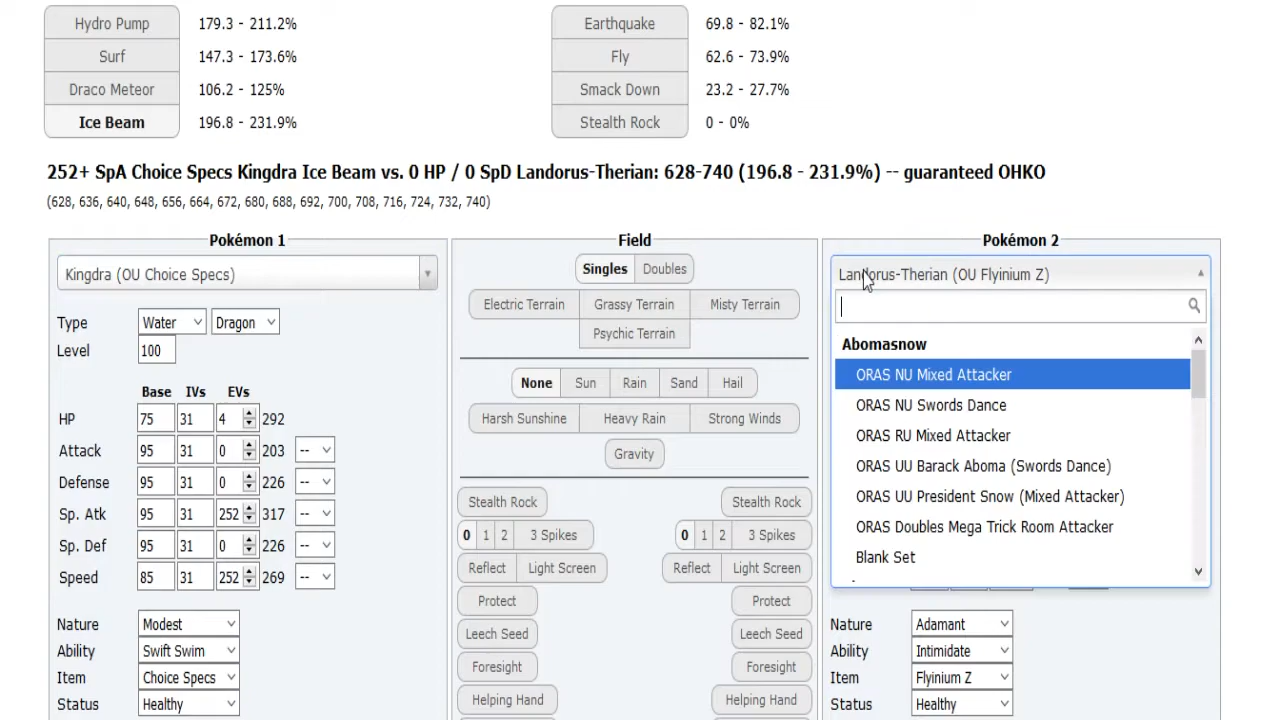 Hydro Pump 179.3 - 211.2%
Surf 147.3 - 173.6%
Draco Meteor 106.2 - 125%
Ice Beam 196.8 - 231.9%
Earthquake 69.8 - 82.1%
Fly 62.6 - 73.9%
Smack Down 23.2 - 27.7%
Stealth Rock 0 - 0%
252+ SpA Choice Specs Kingdra Ice Beam vs. 0 HP / 0 SpD Landorus-Therian: 628-740 (196.8 - 231.9%) -- guaranteed OHKO
(628, 636, 640, 648, 656, 664, 672, 680, 688, 692, 700, 708, 716, 724, 732, 740)
Pokémon 1
Kingdra (OU Choice Specs)
Type Water Dragon
Level 100
Base IVs EVs
HP 75 31 4 292
Attack 95 31 0 203 --
Defense 95 31 0 226 --
Sp. Atk 95 31 252 317 --
Sp. Def 95 31 0 226 --
Speed 85 31 252 269 --
Nature Modest
Ability Swift Swim
Item Choice Specs
Status Healthy
Field
Singles Doubles
Electric Terrain Grassy Terrain Misty Terrain
Psychic Terrain
None Sun Rain Sand Hail
Harsh Sunshine Heavy Rain Strong Winds
Gravity
Stealth Rock Stealth Rock
0 1 2 3 Spikes 0 1 2 3 Spikes
Reflect Light Screen Reflect Light Screen
Protect Protect
Leech Seed Leech Seed
Foresight Foresight
Helping Hand Helping Hand
Pokémon 2
Landorus-Therian (OU Flyinium Z)
Abomasnow
ORAS NU Mixed Attacker
ORAS NU Swords Dance
ORAS RU Mixed Attacker
ORAS UU Barack Aboma (Swords Dance)
ORAS UU President Snow (Mixed Attacker)
ORAS Doubles Mega Trick Room Attacker
Blank Set
Nature Adamant
Ability Intimidate
Item Flyinium Z
Status Healthy